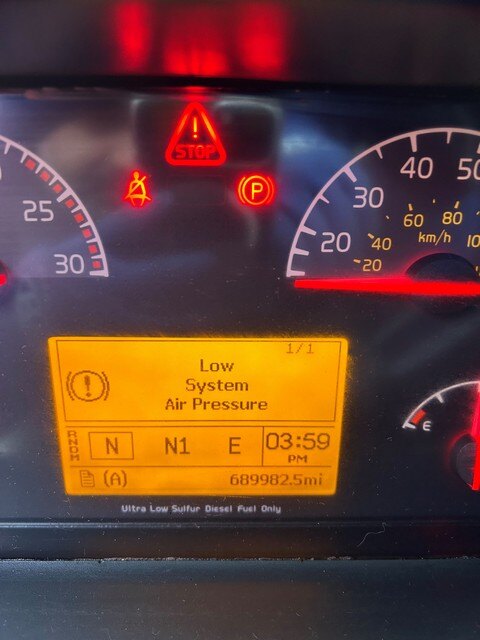 STOP
P
25
30
20
30
40
50
20
40
60
80
10
km/h
E
1/1
Low
System
Air Pressure
RNDM
N
N1
E
03:59
PM
(A)
689982.5mi
Ultra Low Sulfur Diesel Fuel Only